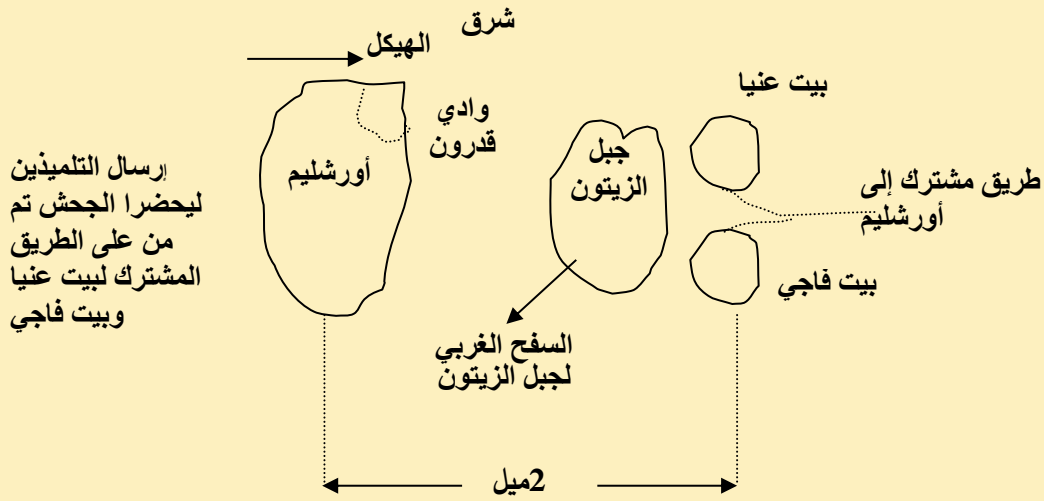 شرق
الهيكل
وادي
قدرون
بيت عنيا
أورشليم
جبل
الزيتون
إرسال التلميذين
ليحضرا الجحش تم
من على الطريق
المشترك لبيت عنيا
وبيت فاجي
طريق مشترك إلى
أورشليم
بيت فاجي
السفح الغربي
لجبل الزيتون
2ميل